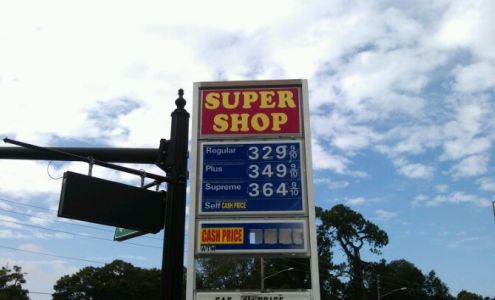 SUPER
SHOP
Regular 329 9/10
Plus 349 9/10
Supreme 364 9/10
Self CASH PRICE
CASH PRICE